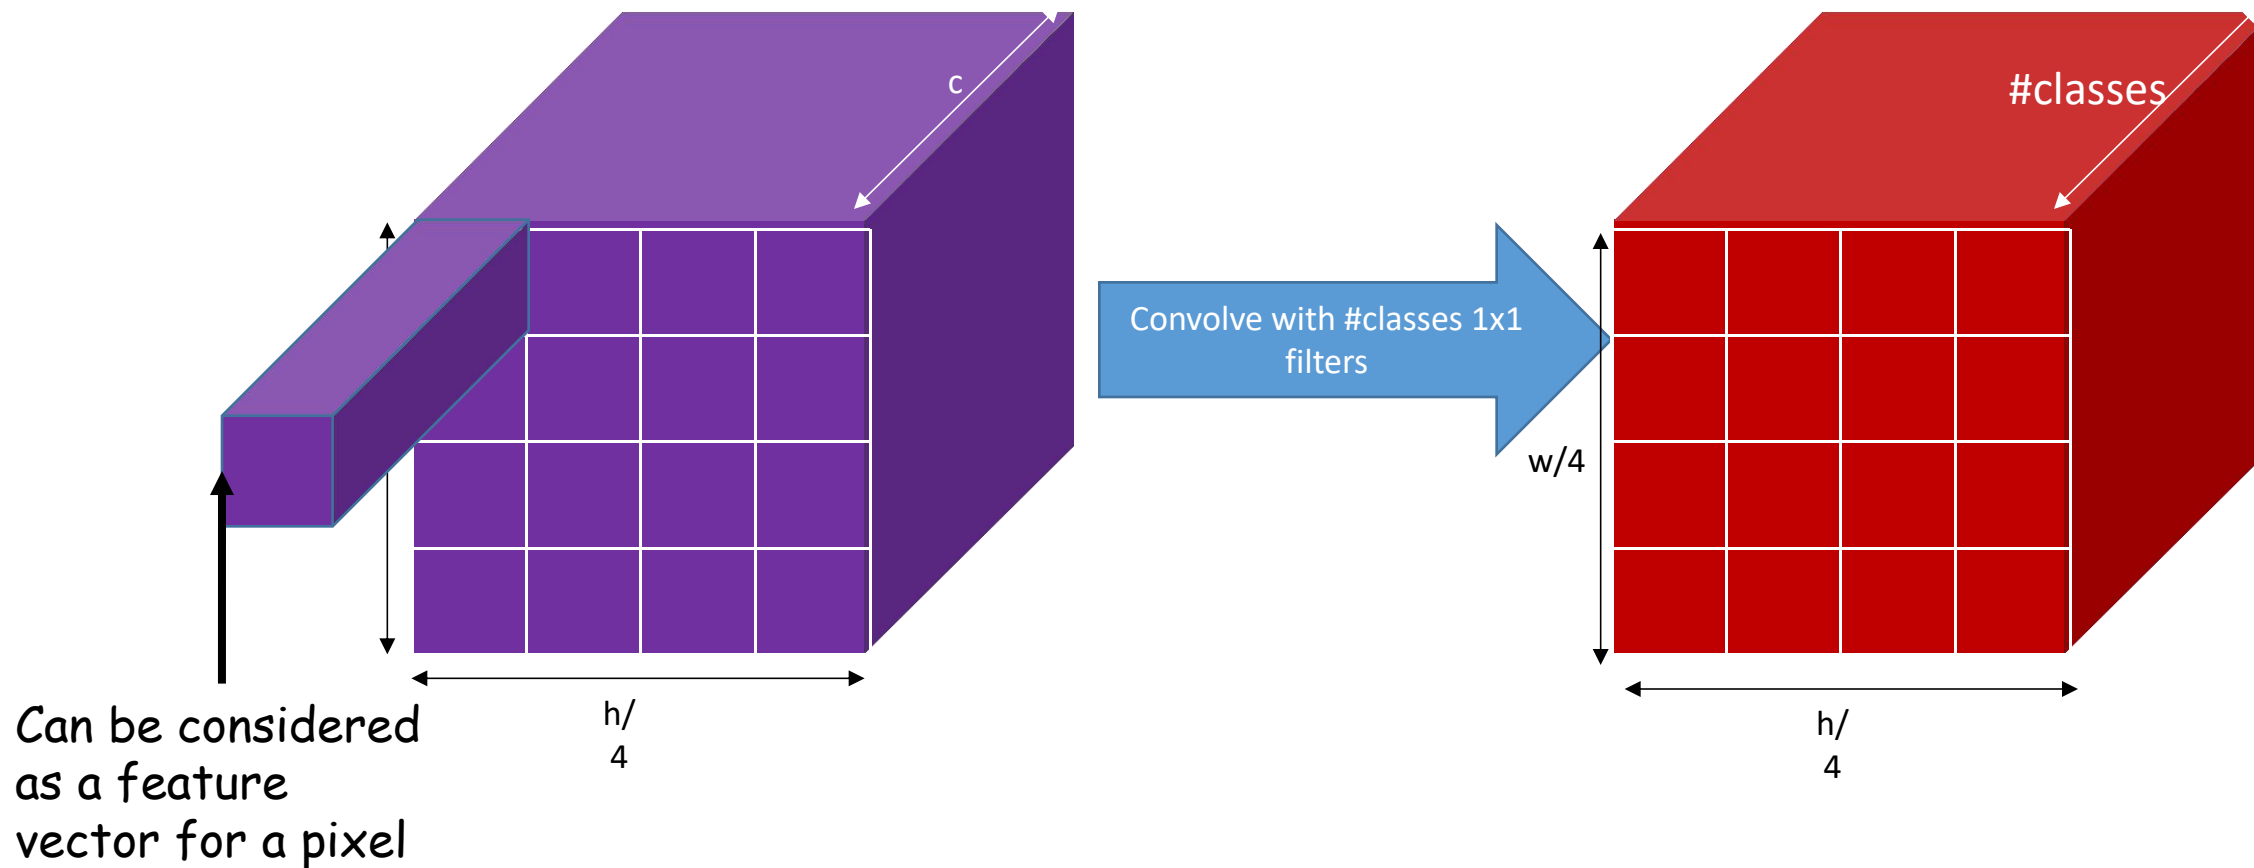 c
#classes
Convolve with #classes 1x1
filters
w/4
h/
4
h/
4
Can be considered
as a feature
vector for a pixel